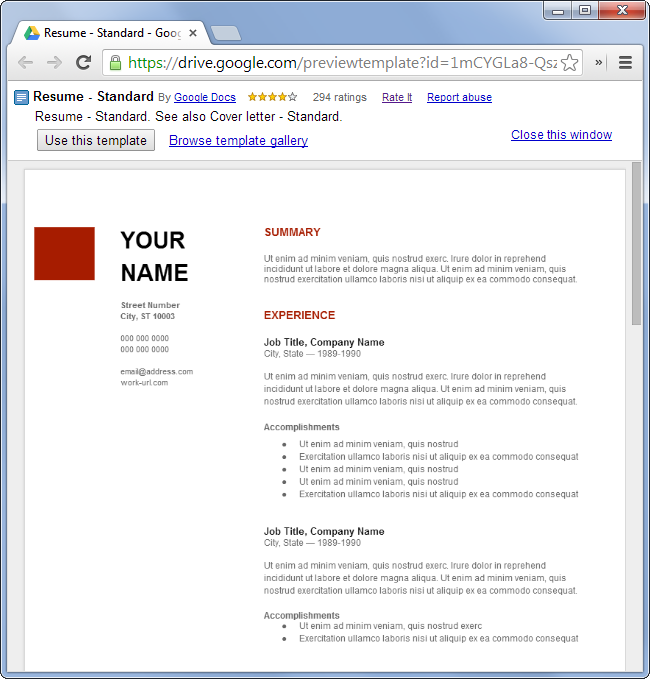 Resume - Standard - Goog
https://drive.google.com/previewtemplate?id=1mCYGLa8-Qsz
»
Resume - Standard By Google Docs 294 ratings Rate It Report abuse
Resume - Standard. See also Cover letter - Standard.
Use this template Browse template gallery Close this window
YOUR
NAME
Street Number
City, ST 10003
000 000 0000
000 000 0000
email@address.com
work-url.com
SUMMARY
Ut enim ad minim veniam, quis nostrud exerc. Irure dolor in reprehend
incididunt ut labore et dolore magna aliqua. Ut enim ad minim veniam, quis
nostrud exercitation ullamco laboris nisi ut aliquip ex ea commodo consequat.
EXPERIENCE
Job Title, Company Name
City, State — 1989-1990
Ut enim ad minim veniam, quis nostrud exerc. Irure dolor in reprehend
incididunt ut labore et dolore magna aliqua. Ut enim ad minim veniam, quis
nostrud exercitation ullamco laboris nisi ut aliquip ex ea commodo consequat.
Accomplishments
● Ut enim ad minim veniam, quis nostrud
● Exercitation ullamco laboris nisi ut aliquip ex ea commodo consequat
● Ut enim ad minim veniam, quis nostrud
● Ut enim ad minim veniam, quis nostrud
● Exercitation ullamco laboris nisi ut aliquip ex ea commodo consequat
Job Title, Company Name
City, State — 1989-1990
Ut enim ad minim veniam, quis nostrud exerc. Irure dolor in reprehend
incididunt ut labore et dolore magna aliqua. Ut enim ad minim veniam, quis
nostrud exercitation ullamco laboris nisi ut aliquip ex ea commodo consequat.
Accomplishments
● Ut enim ad minim veniam, quis nostrud exerc
● Exercitation ullamco laboris nisi ut aliquip ex ea commodo consequat